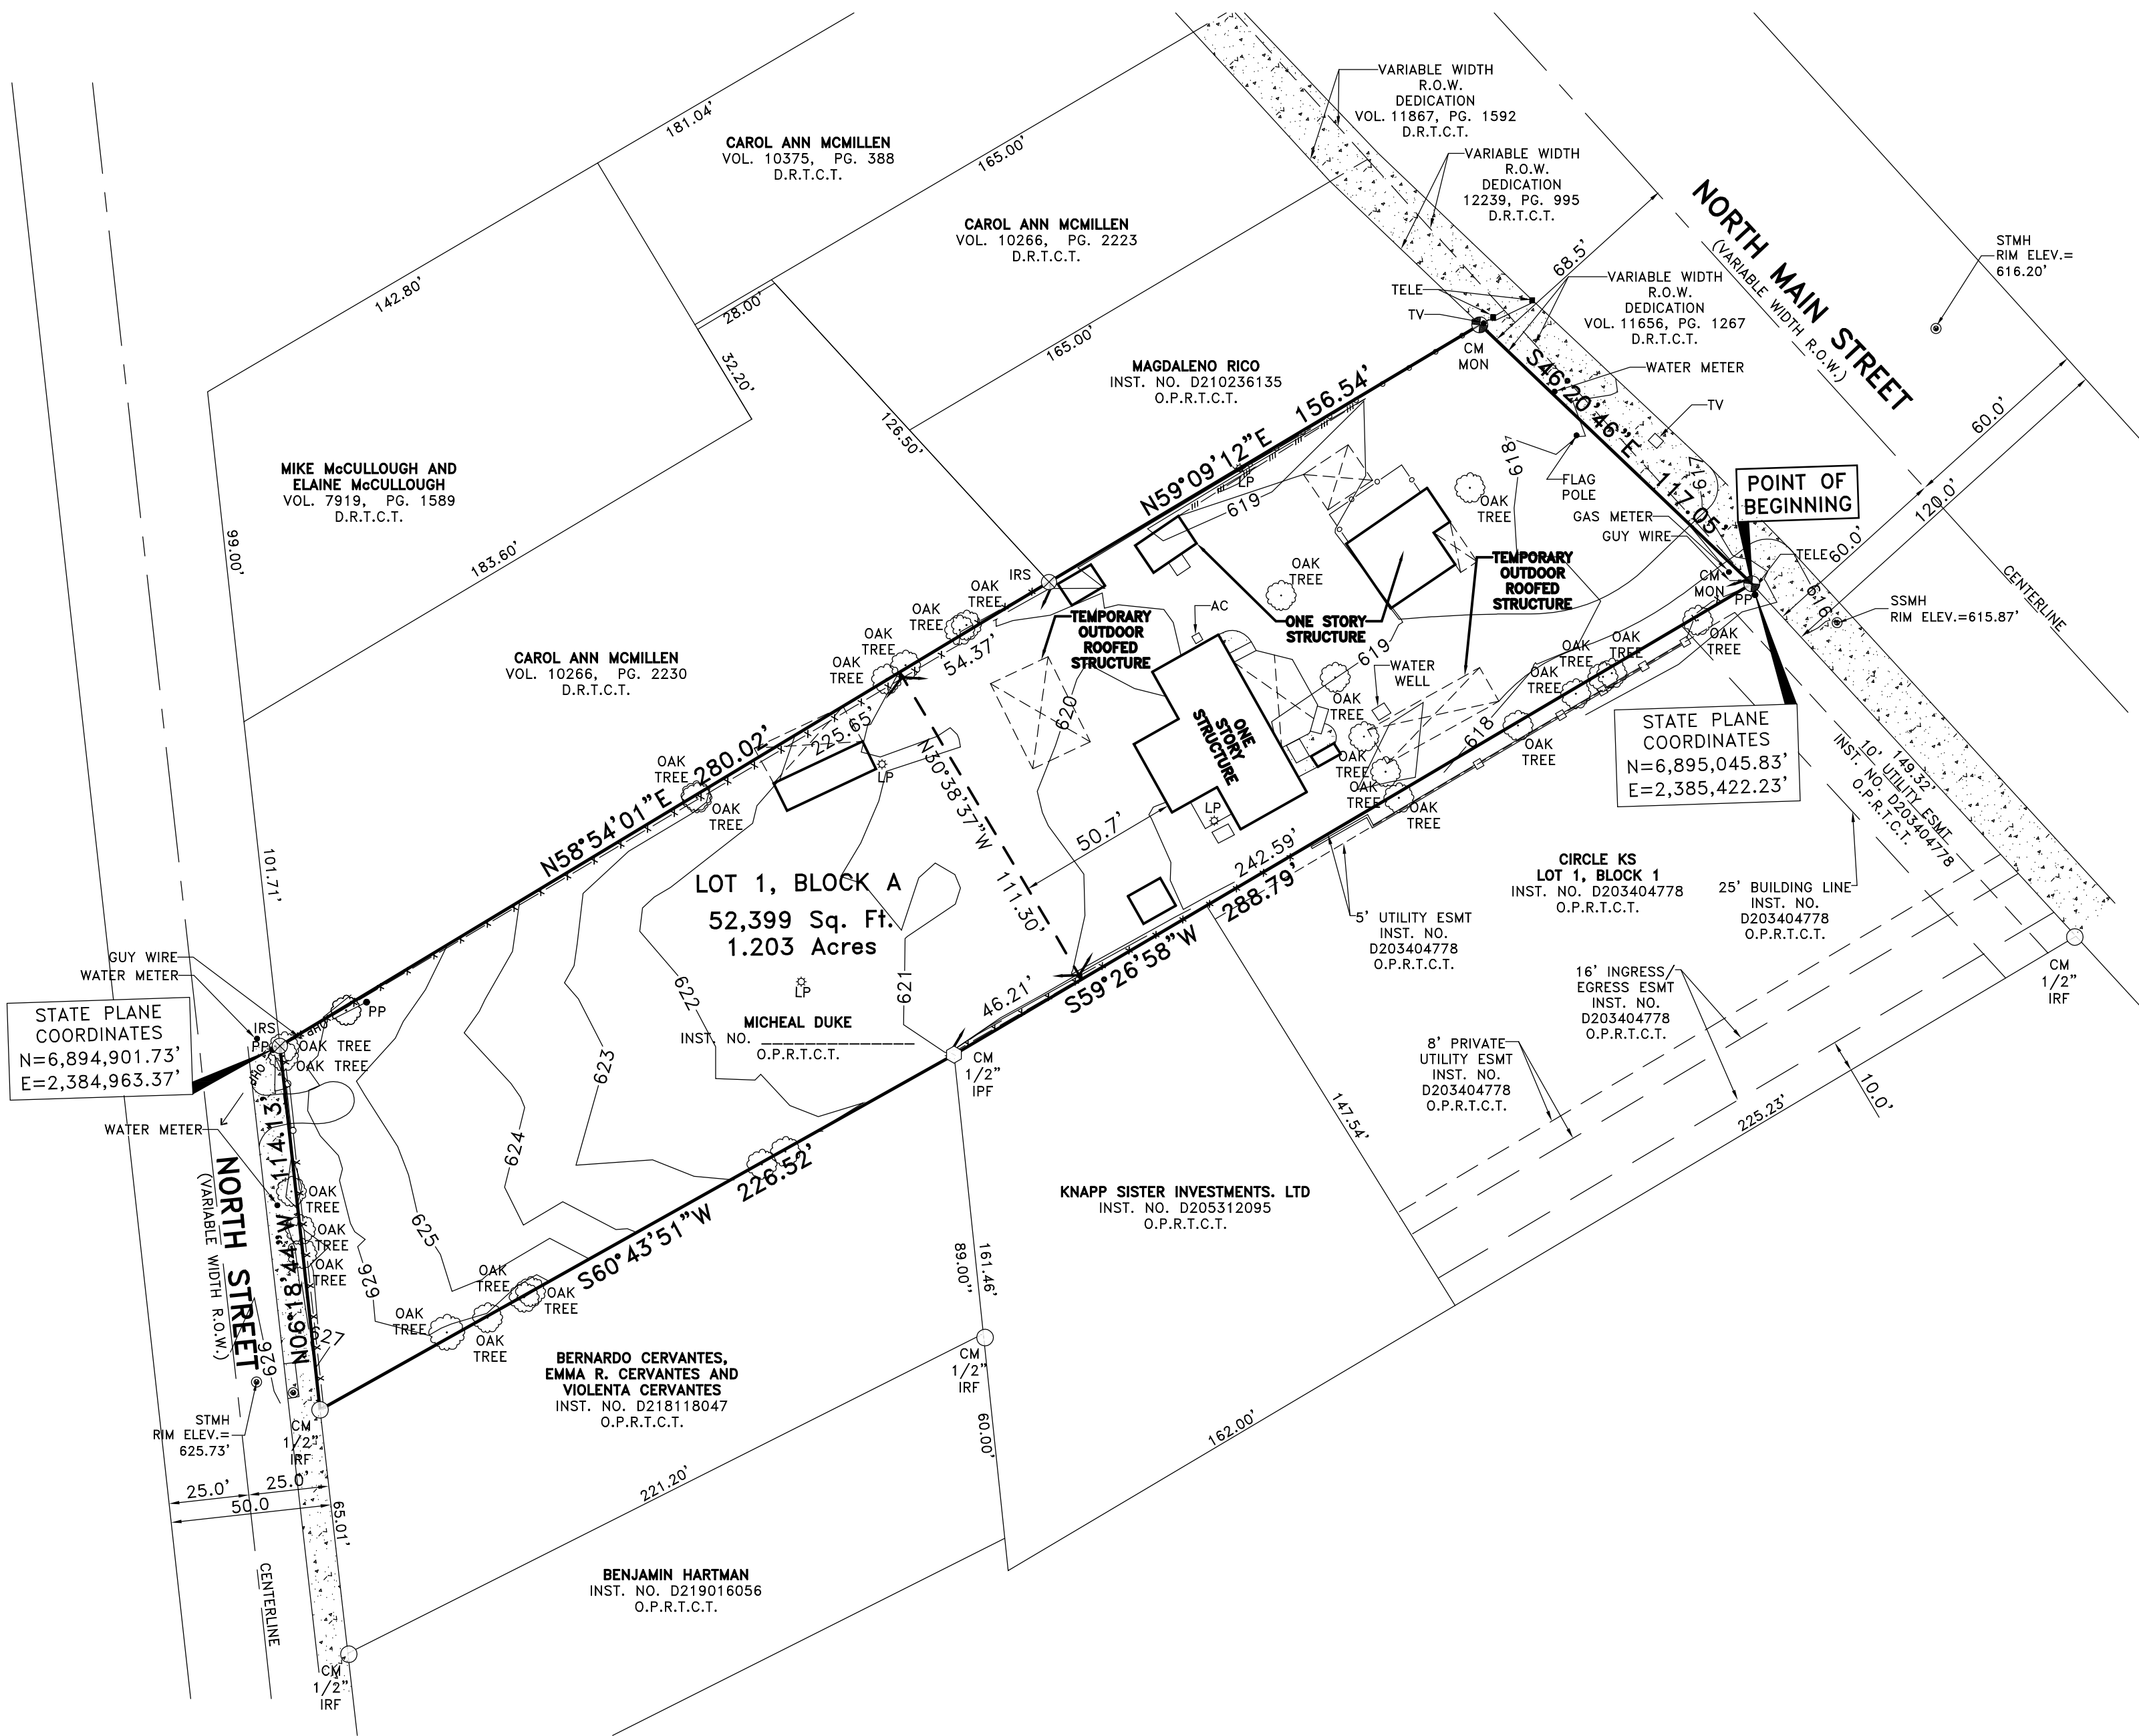 181.04'
CAROL ANN MCMILLEN
VOL. 10375, PG. 388
D.R.T.C.T.
165.00'
VARIABLE WIDTH
R.O.W.
DEDICATION
VOL. 11867, PG. 1592
D.R.T.C.T.
VARIABLE WIDTH
R.O.W.
DEDICATION
12239, PG. 995
D.R.T.C.T.
NORTH MAIN STREET
(VARIABLE WIDTH R.O.W.)
STMH
RIM ELEV.=
616.20'
CAROL ANN MCMILLEN
VOL. 10266, PG. 2223
D.R.T.C.T.
68.5'
VARIABLE WIDTH
R.O.W.
DEDICATION
VOL. 11656, PG. 1267
D.R.T.C.T.
142.80'
28.00'
32.20'
165.00'
126.50'
TELE
TV
CM
MON
MAGDALENO RICO
INST. NO. D210236135
O.P.R.T.C.T.
WATER METER
TV
S46°20'46"E 117.05'
N59°09'12"E 156.54'
MIKE McCULLOUGH AND
ELAINE McCULLOUGH
VOL. 7919, PG. 1589
D.R.T.C.T.
99.00'
183.60'
LP
619
618
617
FLAG
POLE
OAK
TREE
GAS METER
GUY WIRE
POINT OF
BEGINNING
60.0'
120.0'
60.0'
CENTERLINE
TELE
CM
MON
PP
616
SSMH
RIM ELEV.=615.87'
IRS
OAK
TREE
OAK
TREE
OAK
TREE
OAK
TREE
54.37'
TEMPORARY
OUTDOOR
ROOFED
STRUCTURE
AC
OAK
TREE
ONE STORY
STRUCTURE
TEMPORARY
OUTDOOR
ROOFED
STRUCTURE
619
WATER
WELL
OAK
TREE
OAK
TREE
OAK
TREE
OAK
TREE
OAK
TREE
OAK
TREE
OAK
TREE
OAK
TREE
OAK
TREE
618
620
ONE
STORY
STRUCTURE
LP
CAROL ANN MCMILLEN
VOL. 10266, PG. 2230
D.R.T.C.T.
N58°54'01"E 280.02'
225.65'
OAK
TREE
OAK
TREE
LP
N30°38'37"W 111.30'
50.7'
242.59'
S59°26'58"W 288.79'
46.21'
STATE PLANE
COORDINATES
N=6,895,045.83'
E=2,385,422.23'
149.32'
10' UTILITY ESMT
INST. NO. D203404778
O.P.R.T.C.T.
CIRCLE KS
LOT 1, BLOCK 1
INST. NO. D203404778
O.P.R.T.C.T.
25' BUILDING LINE
INST. NO.
D203404778
O.P.R.T.C.T.
5' UTILITY ESMT
INST. NO.
D203404778
O.P.R.T.C.T.
16' INGRESS/
EGRESS ESMT
INST. NO.
D203404778
O.P.R.T.C.T.
8' PRIVATE
UTILITY ESMT
INST. NO.
D203404778
O.P.R.T.C.T.
CM
1/2"
IRF
10.0'
225.23'
147.54'
101.71'
LOT 1, BLOCK A
52,399 Sq. Ft.
1.203 Acres
LP
MICHEAL DUKE
INST. NO. _______________
O.P.R.T.C.T.
621
622
623
624
625
626
627
626
GUY WIRE
WATER METER
IRS
PP
PP
OHP
OHP
OAK TREE
OAK TREE
STATE PLANE
COORDINATES
N=6,894,901.73'
E=2,384,963.37'
WATER METER
N06°18'44"W 114.13'
NORTH STREET
(VARIABLE WIDTH R.O.W.)
OAK
TREE
OAK
TREE
OAK
TREE
CM
1/2"
IPF
S60°43'51"W 226.52'
OAK
TREE
OAK
TREE
OAK
TREE
OAK
TREE
KNAPP SISTER INVESTMENTS. LTD
INST. NO. D205312095
O.P.R.T.C.T.
89.00"
161.46'
CM
1/2"
IRF
60.00'
162.00'
BERNARDO CERVANTES,
EMMA R. CERVANTES AND
VIOLENTA CERVANTES
INST. NO. D218118047
O.P.R.T.C.T.
STMH
RIM ELEV.=
625.73'
CM
1/2"
IRF
25.0'
25.0'
50.0
65.01'
221.20'
CENTERLINE
BENJAMIN HARTMAN
INST. NO. D219016056
O.P.R.T.C.T.
CM
1/2"
IRF